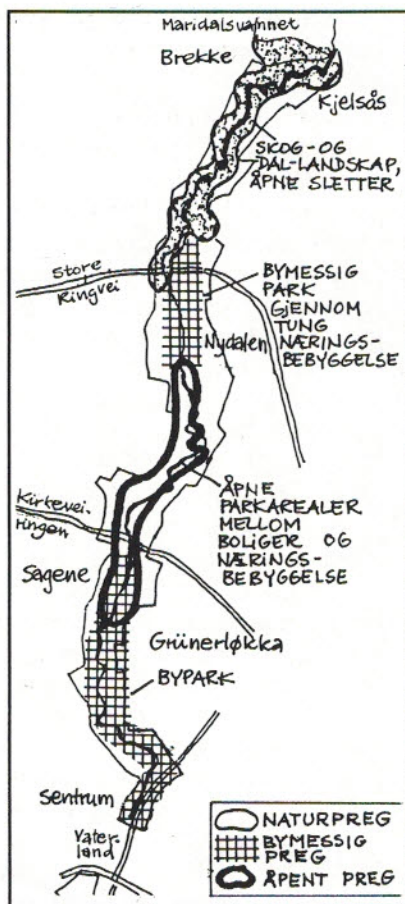 Maridalsvannet
Brekke
Kjelsås
SKOG-OG
DAL-LANDSKAP,
ÅPNE SLETTER
Store
Ringvei
BYMESSIG
PARK
GJENNOM
TUNG
NÆRINGS-
BEBYGGELSE
Nydalen
ÅPNE
PARKAREALER
MELLOM
BOLIGER OG
NÆRINGS-
BEBYGGELSE
Kirkevei-
ringen
Sagene
Grünerløkka
BYPARK
Sentrum
Vater-
land
NATURPREG
BYMESSIG
PREG
ÅPENT PREG